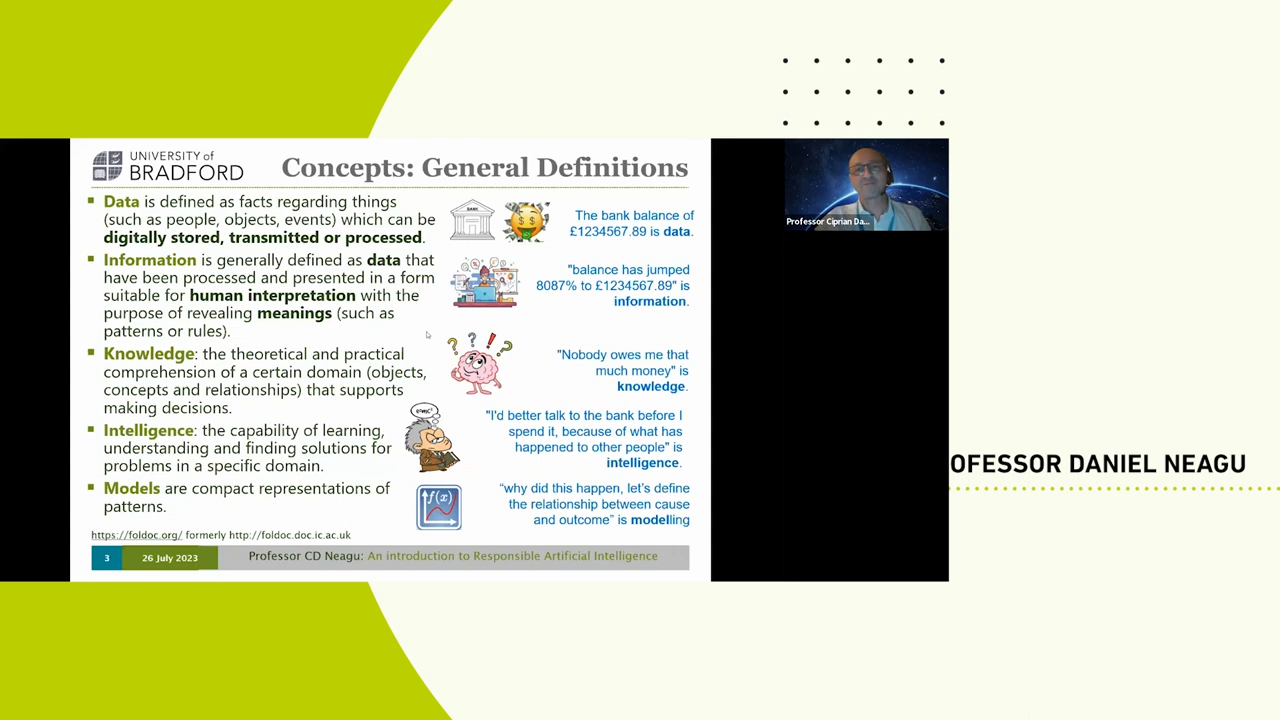 UNIVERSITY of
BRADFORD
Concepts: General Definitions
Data is defined as facts regarding things
(such as people, objects, events) which can be
digitally stored, transmitted or processed.
BANK
The bank balance of
£1234567.89 is data.
Information is generally defined as data that
have been processed and presented in a form
suitable for human interpretation with the
purpose of revealing meanings (such as
patterns or rules).
"balance has jumped
8087% to £1234567.89" is
information.
Knowledge: the theoretical and practical
comprehension of a certain domain (objects,
concepts and relationships) that supports
making decisions.
"Nobody owes me that
much money" is
knowledge.
Intelligence: the capability of learning,
understanding and finding solutions for
problems in a specific domain.
"I'd better talk to the bank before I
spend it, because of what has
happened to other people" is
intelligence.
Models are compact representations of
patterns.
f(x)
“why did this happen, let’s define
the relationship between cause
and outcome” is modelling
https://foldoc.org/ formerly http://foldoc.doc.ic.ac.uk
3
26 July 2023
Professor CD Neagu: An introduction to Responsible Artificial Intelligence
Professor Ciprian Da...
OFESSOR DANIEL NEAGU